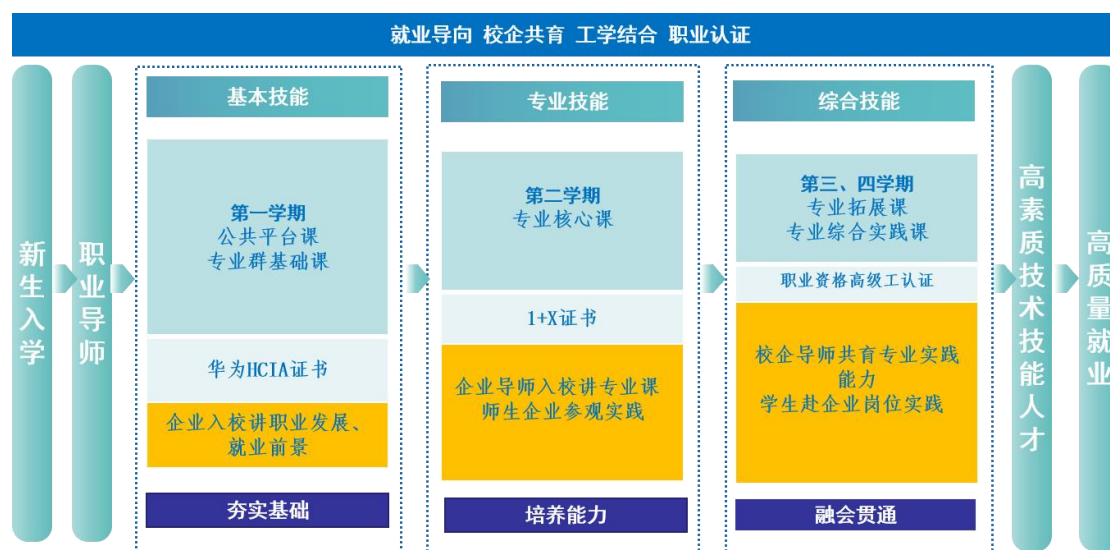 就业导向 校企共育 工学结合 职业认证
新生入学
职业导师
基本技能
第一学期
公共平台课
专业群基础课
华为HCIA证书
企业入校讲职业发展、
就业前景
夯实基础
专业技能
第二学期
专业核心课
1+X证书
企业导师入校讲专业课
师生企业参观实践
培养能力
综合技能
第三、四学期
专业拓展课
专业综合实践课
职业资格高级工认证
校企导师共育专业实践
能力
学生赴企业岗位实践
融会贯通
高素质技术技能人才
高质量就业